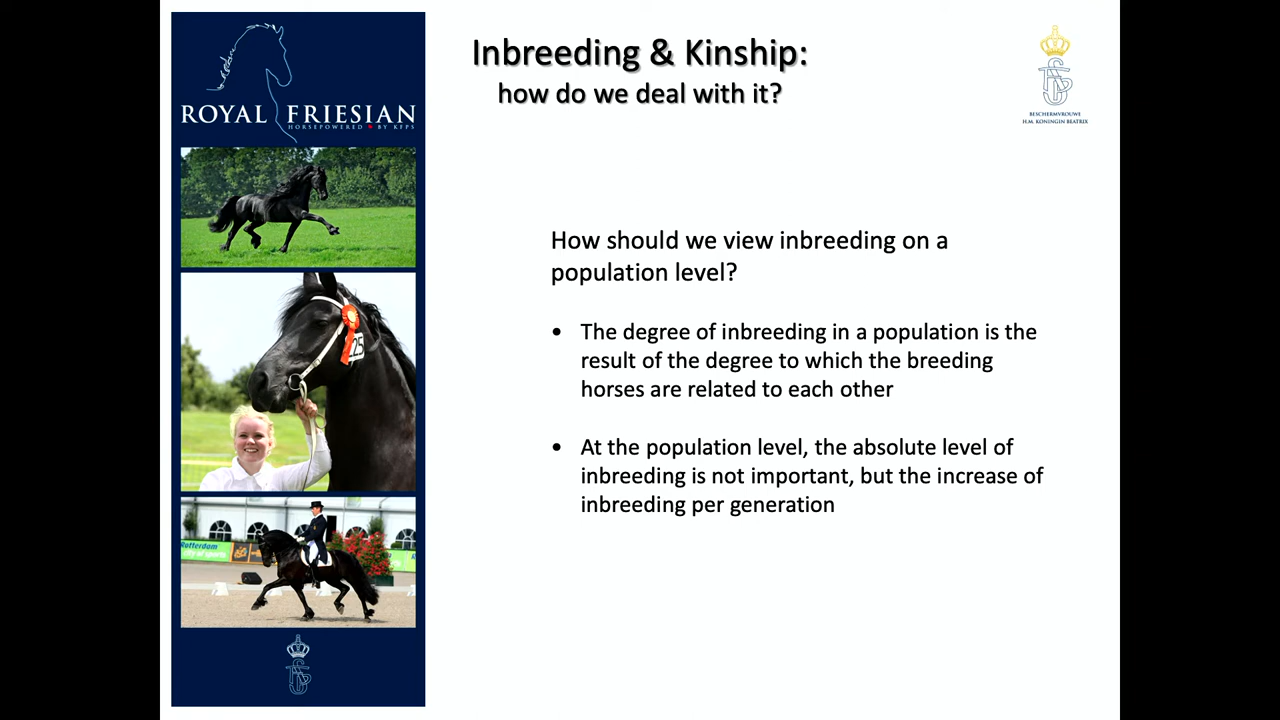 Inbreeding & Kinship:
how do we deal with it?
ROYAL FRIESIAN
HORSEPOWERED BY KFPS
BESCHERMVROUWE
H.M. KONINGIN BEATRIX
How should we view inbreeding on a
population level?
• The degree of inbreeding in a population is the
result of the degree to which the breeding
horses are related to each other
• At the population level, the absolute level of
inbreeding is not important, but the increase of
inbreeding per generation
25
Rotterdam